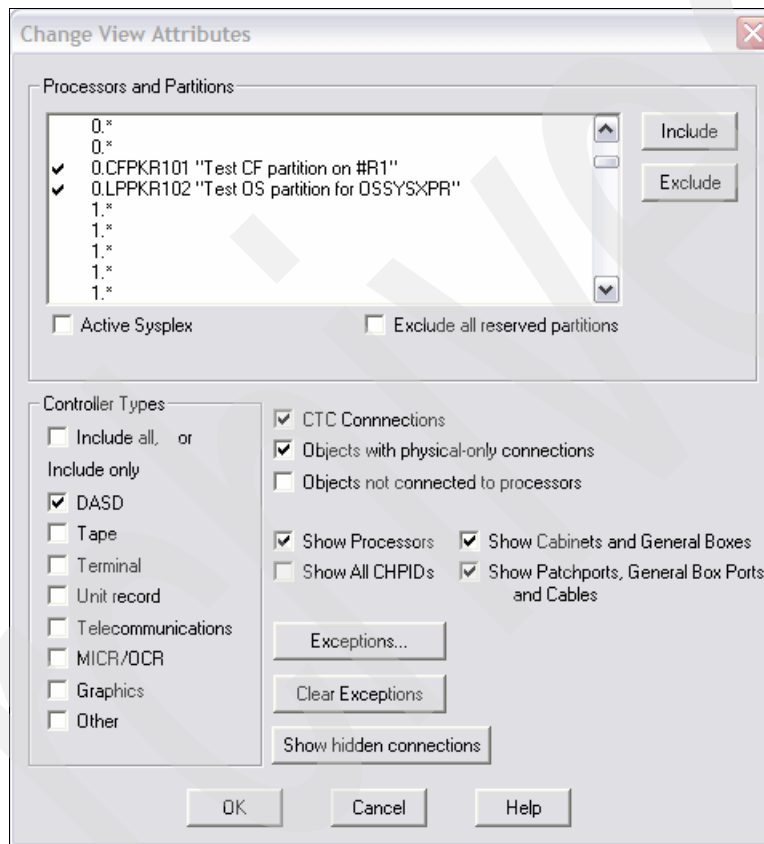 Change View Attributes
Processors and Partitions
0.*
0.*
0.CFPKR101 "Test CF partition on #R1"
0.LPPKR102 "Test OS partition for OSSYSXPR"
1.*
1.*
1.*
1.*
1.*
Include
Exclude
Active Sysplex
Exclude all reserved partitions
Controller Types
Include all, or
Include only
DASD
Tape
Terminal
Unit record
Telecommunications
MICR/OCR
Graphics
Other
CTC Connnections
Objects with physical-only connections
Objects not connected to processors
Show Processors
Show Cabinets and General Boxes
Show All CHPIDs
Show Patchports, General Box Ports
and Cables
Exceptions...
Clear Exceptions
Show hidden connections
OK
Cancel
Help